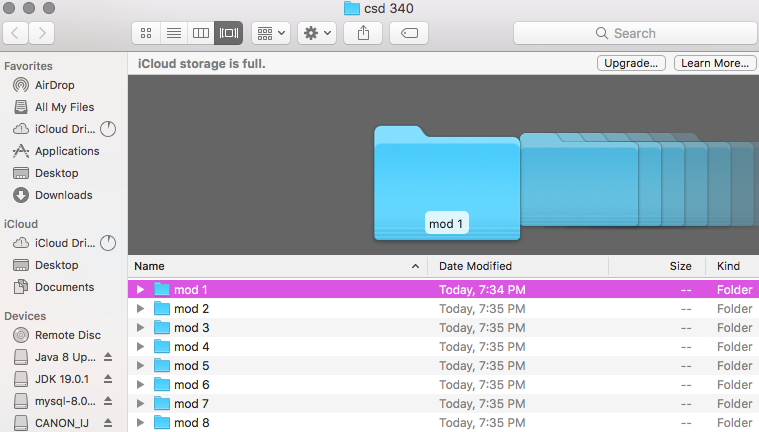 csd 340
Search
Favorites
AirDrop
All My Files
iCloud Dri...
Applications
Desktop
Downloads
iCloud
iCloud Dri...
Desktop
Documents
Devices
Remote Disc
Java 8 Up...
JDK 19.0.1
mysql-8.0...
CANON_IJ
iCloud storage is full. Upgrade... Learn More...
mod 1
Name Date Modified Size Kind
mod 1 Today, 7:34 PM -- Folder
mod 2 Today, 7:35 PM -- Folder
mod 3 Today, 7:35 PM -- Folder
mod 4 Today, 7:35 PM -- Folder
mod 5 Today, 7:35 PM -- Folder
mod 6 Today, 7:35 PM -- Folder
mod 7 Today, 7:35 PM -- Folder
mod 8 Today, 7:35 PM -- Folder